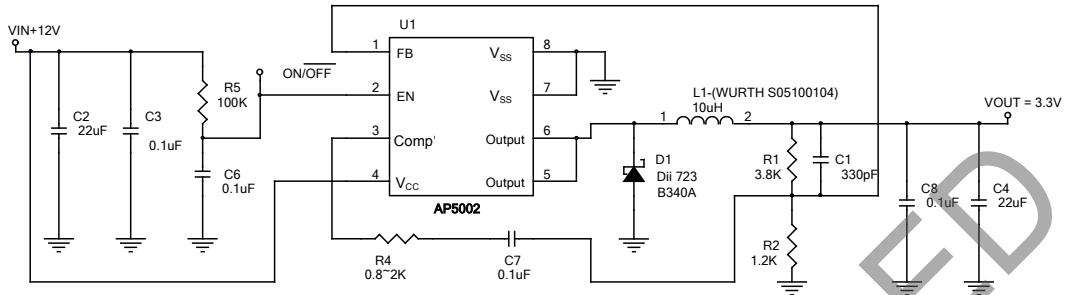 VIN+12V
U1
1
FB
VSS
8
ON/OFF
R5
100K
2
EN
VSS
7
L1-(WURTH S05100104)
10uH
VOUT = 3.3V
C2
22uF
C3
0.1uF
3
Comp'
Output
6
1
2
C6
0.1uF
4
VCC
Output
5
AP5002
D1
Dii 723
B340A
R1
3.8K
C1
330pF
C8
0.1uF
C4
22uF
R4
0.8~2K
C7
0.1uF
R2
1.2K
ED